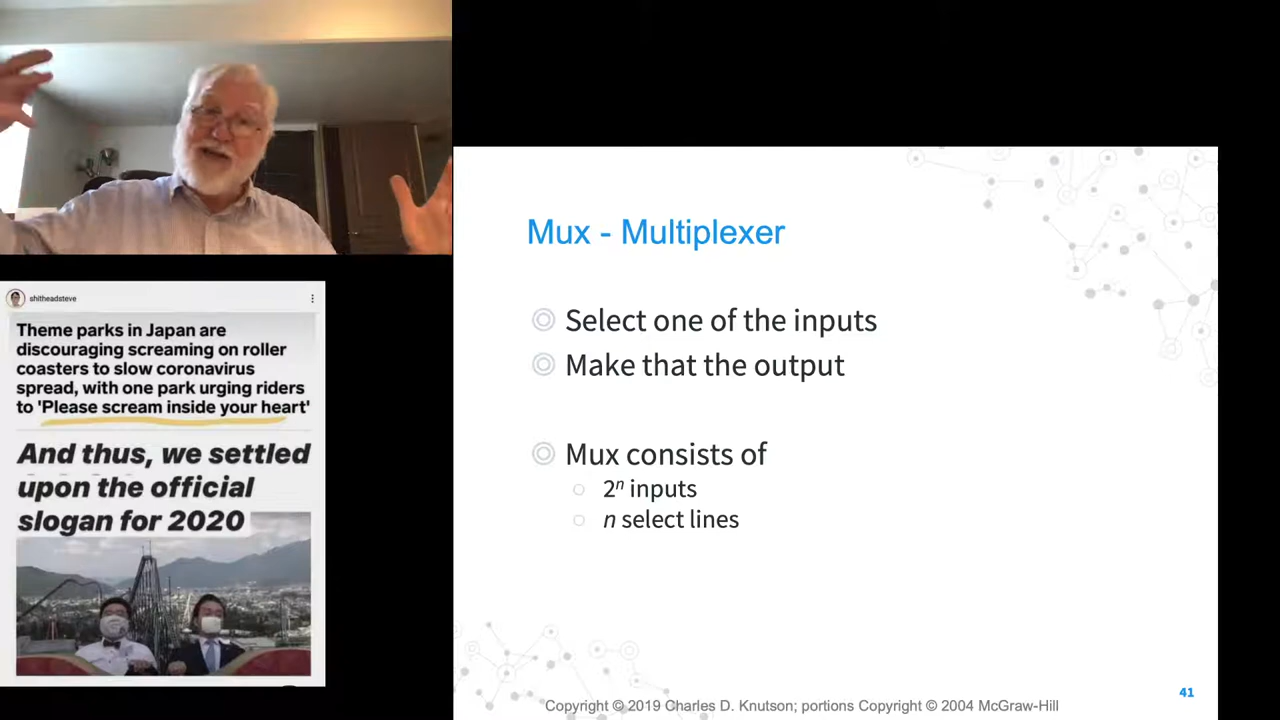 shitheadsteve
Theme parks in Japan are
discouraging screaming on roller
coasters to slow coronavirus
spread, with one park urging riders
to 'Please scream inside your heart'
And thus, we settled
upon the official
slogan for 2020
Mux - Multiplexer
Select one of the inputs
Make that the output
Mux consists of
2ⁿ inputs
n select lines
41
Copyright © 2019 Charles D. Knutson; portions Copyright © 2004 McGraw-Hill